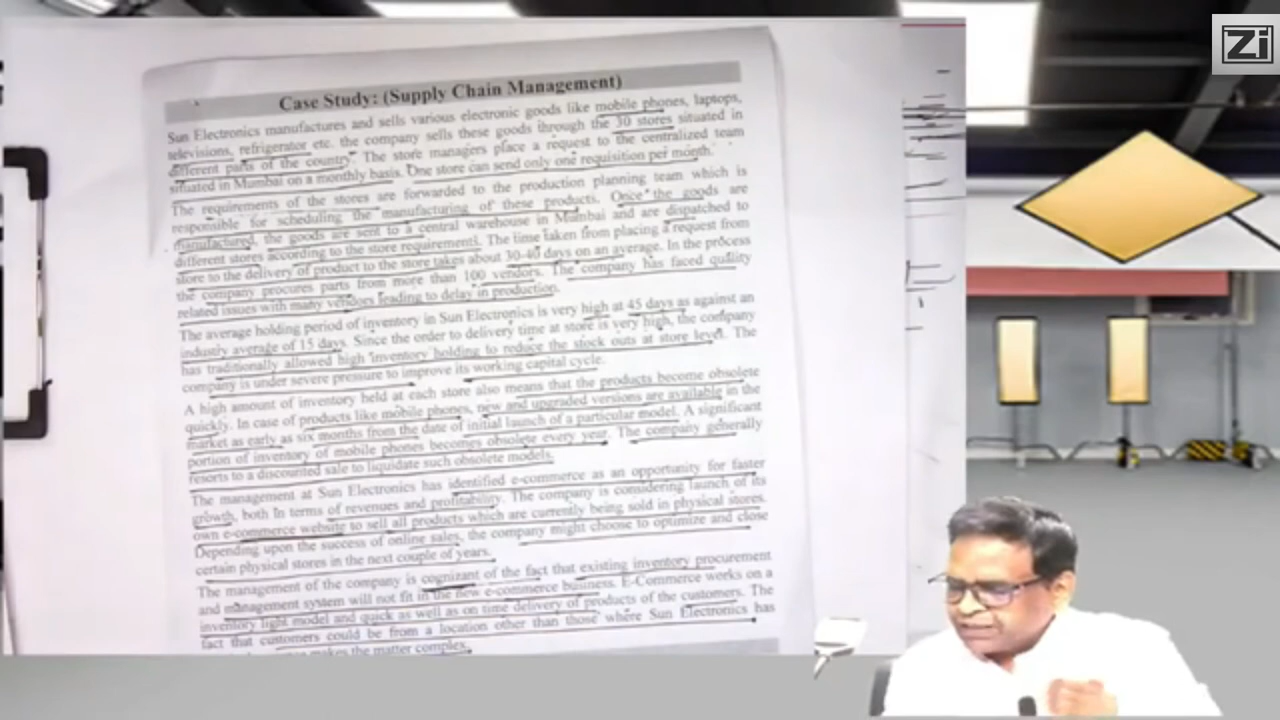 Zi
Case Study: (Supply Chain Management)
Sun Electronics manufactures and sells various electronic goods like mobile phones, laptops,
televisions, refrigerator etc. the company sells these goods through the 30 stores situated in
different parts of the country. The store managers place a request to the centralized team
situated in Mumbai on a monthly basis. One store can send only one requisition per month.
The requirements of the stores are forwarded to the production planning team which is
responsible for scheduling the manufacturing of these products. Once the goods are
manufactured, the goods are sent to a central warehouse in Mumbai and are dispatched to
different stores according to the store requirements. The time taken from placing a request from
store to the delivery of product to the store takes about 30-40 days on an average. In the process
the company procures parts from more than 100 vendors. The company has faced quality
related issues with many vendors leading to delay in production.
The average holding period of inventory in Sun Electronics is very high at 45 days as against an
industry average of 15 days. Since the order to delivery time at store is very high, the company
has traditionally allowed high inventory holding to reduce the stock outs at store level. The
company is under severe pressure to improve its working capital cycle.
A high amount of inventory held at each store also means that the products become obsolete
quickly. In case of products like mobile phones, new and upgraded versions are available in the
market as early as six months from the date of initial launch of a particular model. A significant
portion of inventory of mobile phones becomes obsolete every year. The company generally
resorts to a discounted sale to liquidate such obsolete models.
The management at Sun Electronics has identified e-commerce as an opportunity for faster
growth, both in terms of revenues and profitability. The company is considering launch of its
own e-commerce website to sell all products which are currently being sold in physical stores.
Depending upon the success of online sales, the company might choose to optimize and close
certain physical stores in the next couple of years.
The management of the company is cognizant of the fact that existing inventory procurement
and management system will not fit in the new e-commerce business. E-Commerce works on a
inventory light model and quick as well as on time delivery of products of the customers. The
fact that customers could be from a location other than those where Sun Electronics has
makes the matter complex.